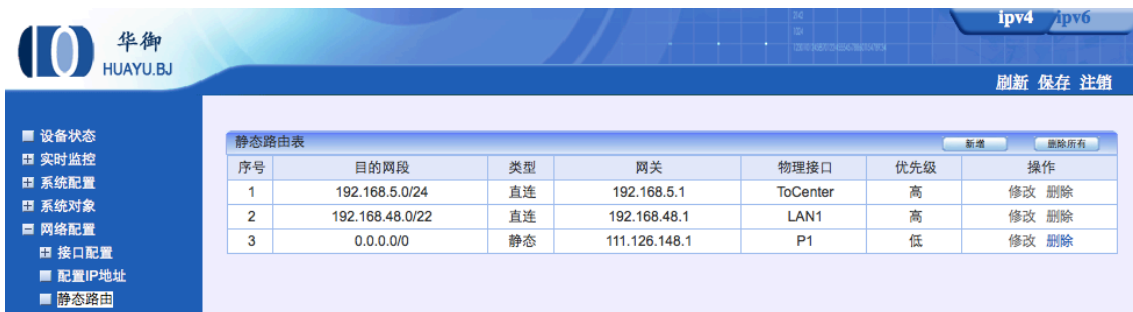 华御
HUAYU.BJ
ipv4 ipv6
刷新 保存 注销
设备状态
实时监控
系统配置
系统对象
网络配置
接口配置
配置IP地址
静态路由
静态路由表 新增 删除所有
序号 目的网段 类型 网关 物理接口 优先级 操作
1 192.168.5.0/24 直连 192.168.5.1 ToCenter 高 修改 删除
2 192.168.48.0/22 直连 192.168.48.1 LAN1 高 修改 删除
3 0.0.0.0/0 静态 111.126.148.1 P1 低 修改 删除